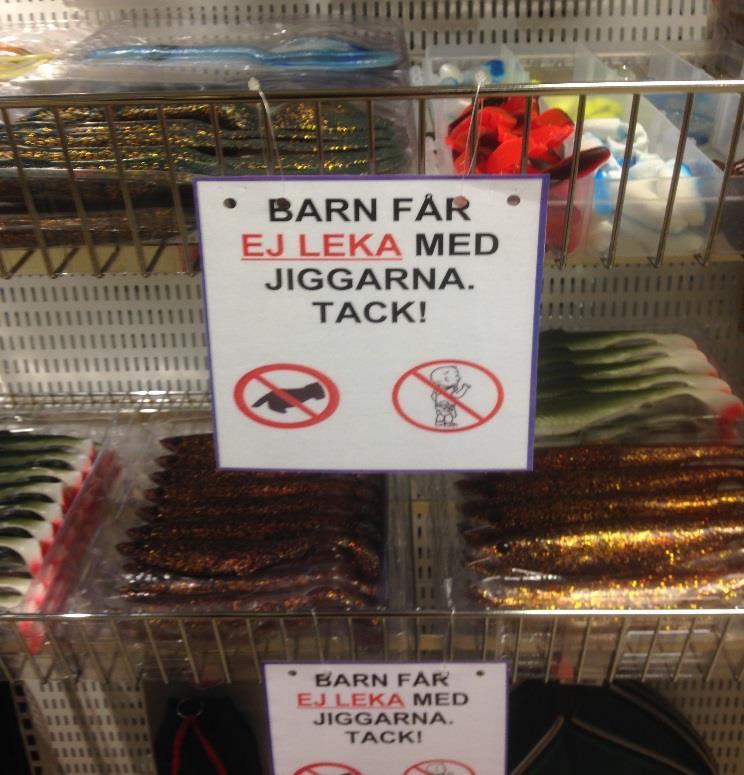 BARN FÅR
EJ LEKA MED
JIGGARNA.
TACK!
BARN FÅR
EJ LEKA MED
JIGGARNA.
TACK!